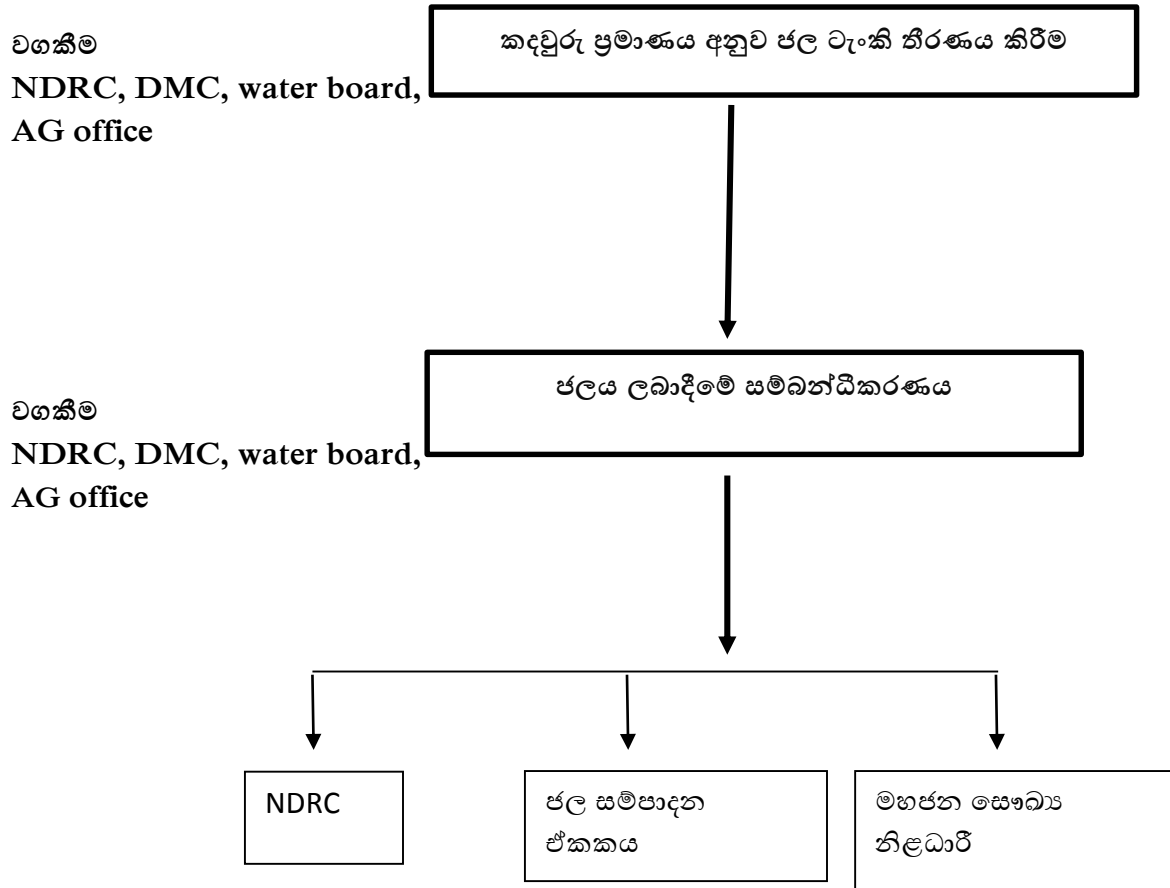 වගකීම
NDRC, DMC, water board,
AG office
කදවුරු ප්‍රමාණය අනුව ජල ටැංකි තීරණය කිරීම
වගකීම
NDRC, DMC, water board,
AG office
ජලය ලබාදීමේ සම්බන්ධීකරණය
NDRC
ජල සම්පාදන
ඒකකය
මහජන සෞඛ්‍ය
නිළධාරී